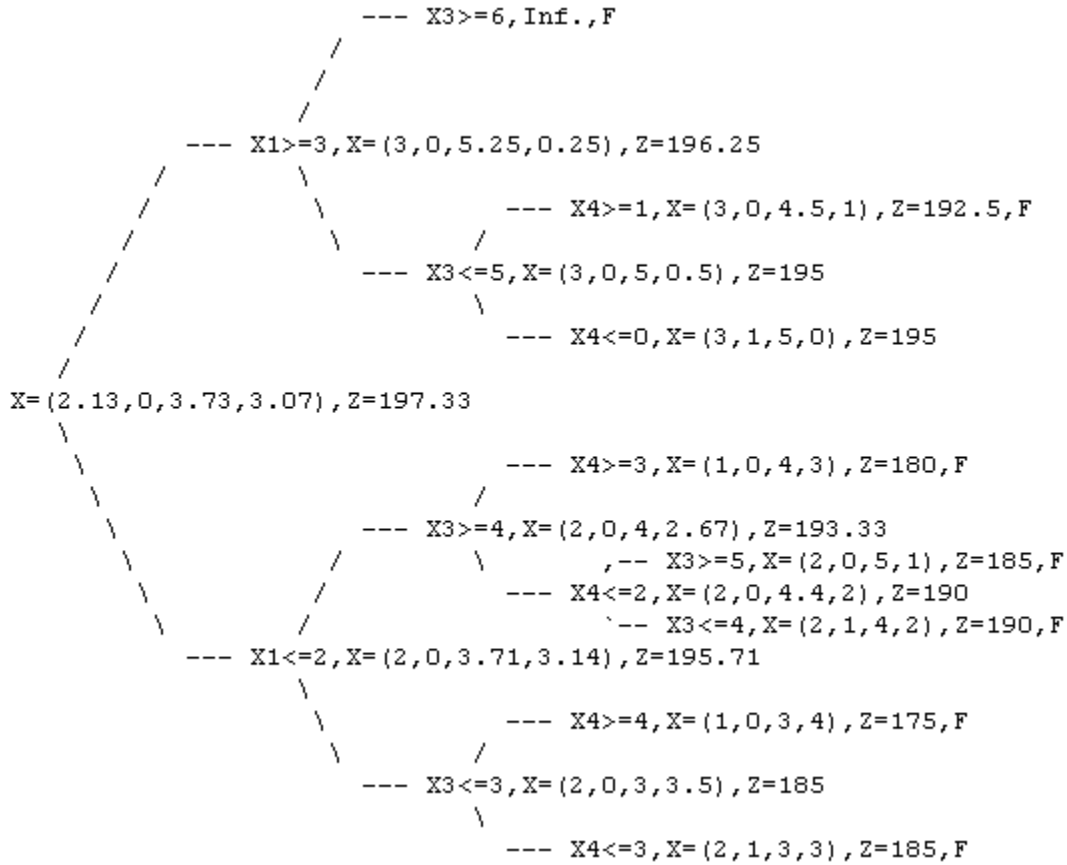 --- X3>=6,Inf.,F
--- X1>=3,X=(3,0,5.25,0.25),Z=196.25
--- X4>=1,X=(3,0,4.5,1),Z=192.5,F
--- X3<=5,X=(3,0,5,0.5),Z=195
--- X4<=0,X=(3,1,5,0),Z=195
X=(2.13,0,3.73,3.07),Z=197.33
--- X4>=3,X=(1,0,4,3),Z=180,F
--- X3>=4,X=(2,0,4,2.67),Z=193.33
,-- X3>=5,X=(2,0,5,1),Z=185,F
--- X4<=2,X=(2,0,4.4,2),Z=190
`-- X3<=4,X=(2,1,4,2),Z=190,F
--- X1<=2,X=(2,0,3.71,3.14),Z=195.71
--- X4>=4,X=(1,0,3,4),Z=175,F
--- X3<=3,X=(2,0,3,3.5),Z=185
--- X4<=3,X=(2,1,3,3),Z=185,F